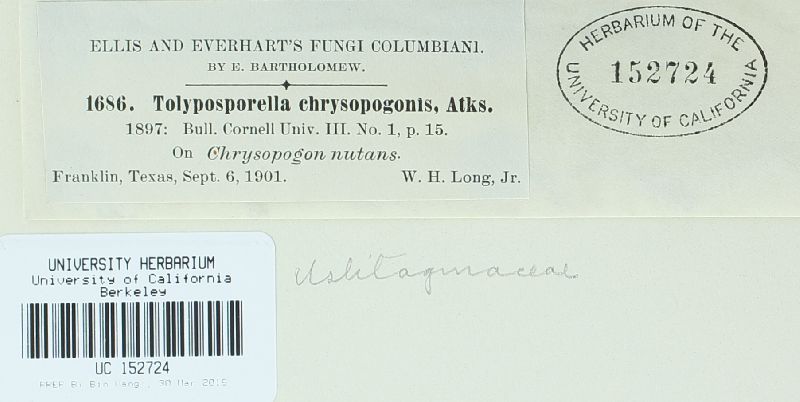 ELLIS AND EVERHART'S FUNGI COLUMBIANI.
BY E. BARTHOLOMEW.
1686. Tolyposporella chrysopogonis, Atks.
1897: Bull. Cornell Univ. III. No. 1, p. 15.
On Chrysopogon nutans.
Franklin, Texas, Sept. 6, 1901. W. H. Long, Jr.
HERBARIUM OF THE
152724
UNIVERSITY OF CALIFORNIA
Ustilaginaceae
UNIVERSITY HERBARIUM
University of California
Berkeley
UC 152724